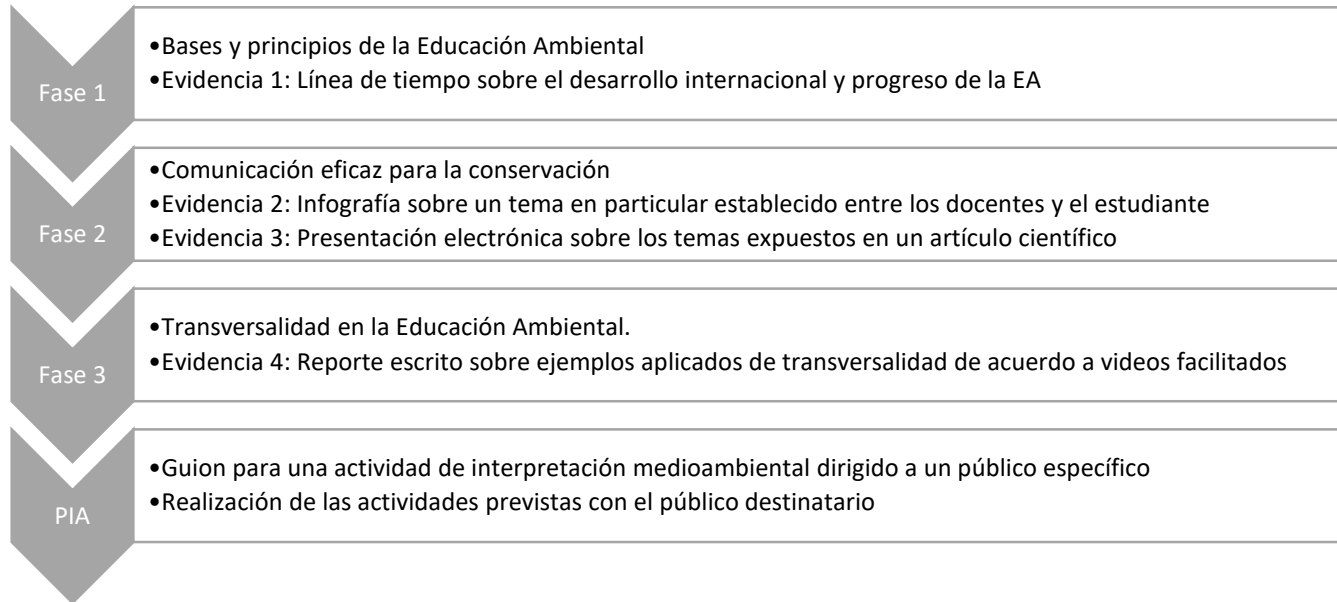 Fase 1
•Bases y principios de la Educación Ambiental
•Evidencia 1: Línea de tiempo sobre el desarrollo internacional y progreso de la EA
Fase 2
•Comunicación eficaz para la conservación
•Evidencia 2: Infografía sobre un tema en particular establecido entre los docentes y el estudiante
•Evidencia 3: Presentación electrónica sobre los temas expuestos en un artículo científico
Fase 3
•Transversalidad en la Educación Ambiental.
•Evidencia 4: Reporte escrito sobre ejemplos aplicados de transversalidad de acuerdo a videos facilitados
PIA
•Guion para una actividad de interpretación medioambiental dirigido a un público específico
•Realización de las actividades previstas con el público destinatario